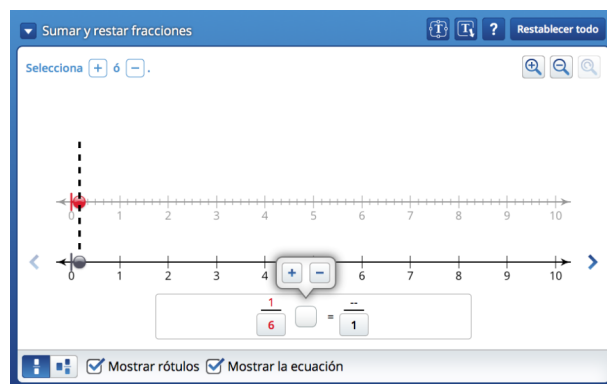 Sumar y restar fracciones
? Restablecer todo
Selecciona + ó − .
0 1 2 3 4 5 6 7 8 9 10
0 1 2 3 4 6 7 8 9 10
+ −
1
6
= --
1
Mostrar rótulos Mostrar la ecuación